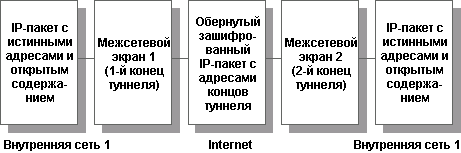 IP-пакет с
истинными
адресами и
открытым
содержа-
нием
Межсетевой
экран 1
(1-й конец
туннеля)
Обернутый
зашифро-
ванный
IP-пакет с
адресами
концов
туннеля
Межсетевой
экран 2
(2-й конец
туннеля)
IP-пакет с
истинными
адресами и
открытым
содержа-
нием
Внутренняя сеть 1
Internet
Внутренняя сеть 1